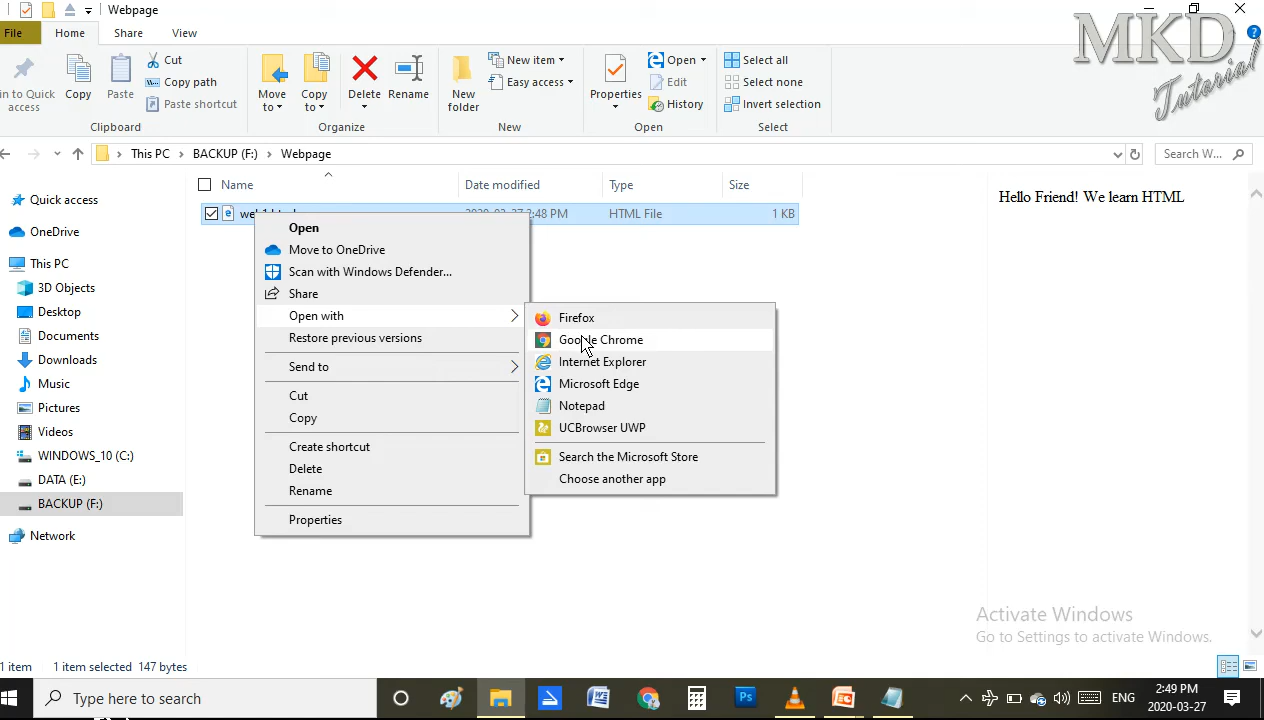 Webpage
MKD
Tutorial
File Home Share View
in to Quick access
Copy
Paste
Cut
Copy path
Paste shortcut
Clipboard
Move to
Copy to
Delete
Rename
Organize
New folder
New item
Easy access
New
Properties
Open
Edit
History
Open
Select all
Select none
Invert selection
Select
This PC > BACKUP (F:) > Webpage
Search W...
Name Date modified Type Size
2:48 PM HTML File 1 KB
Hello Friend! We learn HTML
Quick access
OneDrive
This PC
3D Objects
Desktop
Documents
Downloads
Music
Pictures
Videos
WINDOWS_10 (C:)
DATA (E:)
BACKUP (F:)
Network
Open
Move to OneDrive
Scan with Windows Defender...
Share
Open with
Restore previous versions
Send to
Cut
Copy
Create shortcut
Delete
Rename
Properties
Firefox
Google Chrome
Internet Explorer
Microsoft Edge
Notepad
UCBrowser UWP
Search the Microsoft Store
Choose another app
Activate Windows
Go to Settings to activate Windows.
1 item 1 item selected 147 bytes
Type here to search
ENG
2:49 PM
2020-03-27